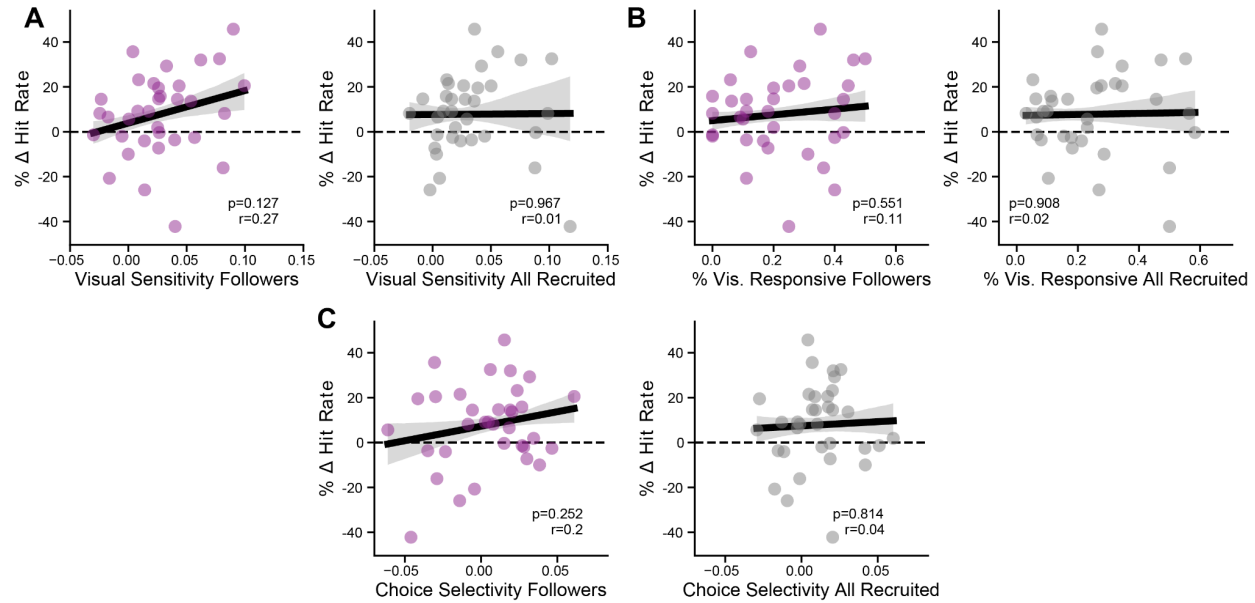 A
% Δ Hit Rate
40
20
0
20
-40
−0.05 0.00 0.05 0.10 0.15
Visual Sensitivity Followers
p=0.127
r=0.27
% Δ Hit Rate
40
20
0
20
-40
−0.05 0.00 0.05 0.10 0.15
Visual Sensitivity All Recruited
p=0.967
r=0.01
B
% Δ Hit Rate
40
20
0
20
-40
0.0 0.2 0.4 0.6
% Vis. Responsive Followers
p=0.551
r=0.11
% Δ Hit Rate
40
20
0
20
-40
0.0 0.2 0.4 0.6
% Vis. Responsive All Recruited
p=0.908
r=0.02
C
% Δ Hit Rate
40
20
0
20
-40
−0.05 0.00 0.05
Choice Selectivity Followers
p=0.252
r=0.2
% Δ Hit Rate
40
20
0
20
-40
−0.05 0.00 0.05
Choice Selectivity All Recruited
p=0.814
r=0.04